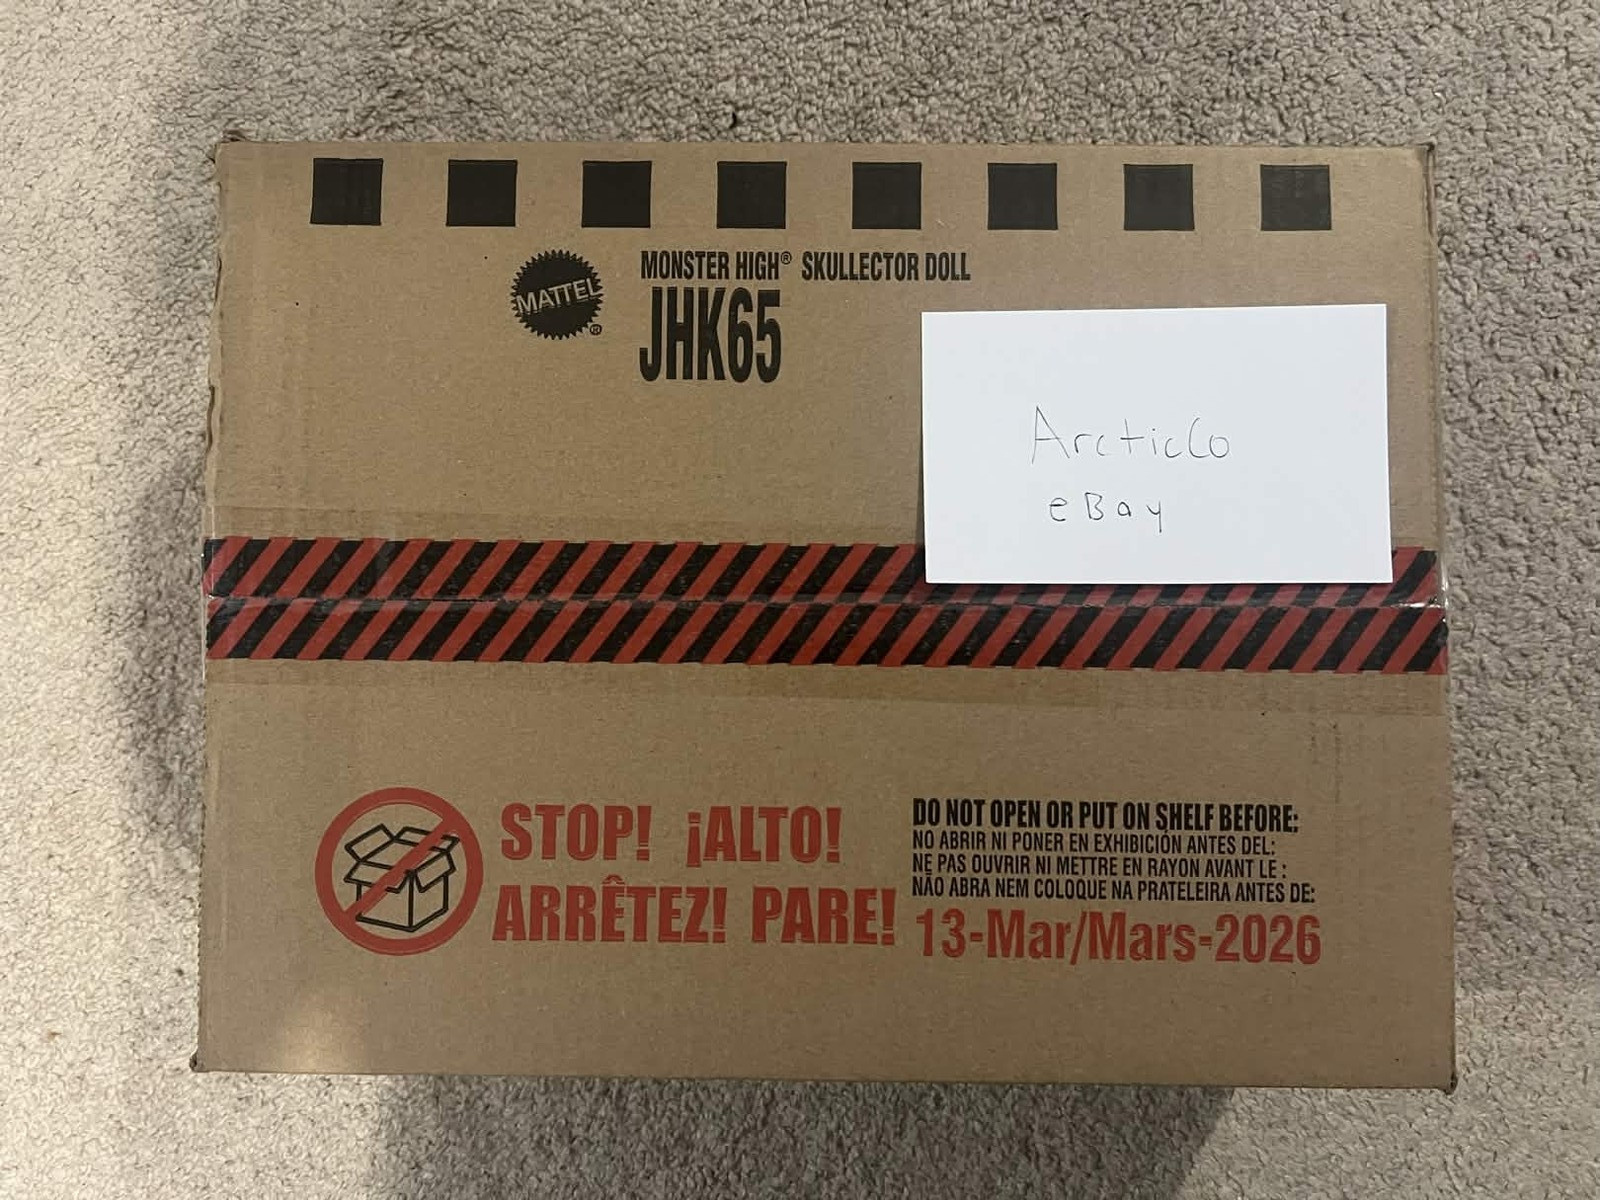 MATTEL®
MONSTER HIGH® SKULLECTOR DOLL
JHK65
ArcticCo
eBay
STOP! ¡ALTO!
ARRÊTEZ! PARE!
DO NOT OPEN OR PUT ON SHELF BEFORE:
NO ABRIR NI PONER EN EXHIBICIÓN ANTES DEL:
NE PAS OUVRIR NI METTRE EN RAYON AVANT LE :
NÃO ABRA NEM COLOQUE NA PRATELEIRA ANTES DE:
13-Mar/Mars-2026